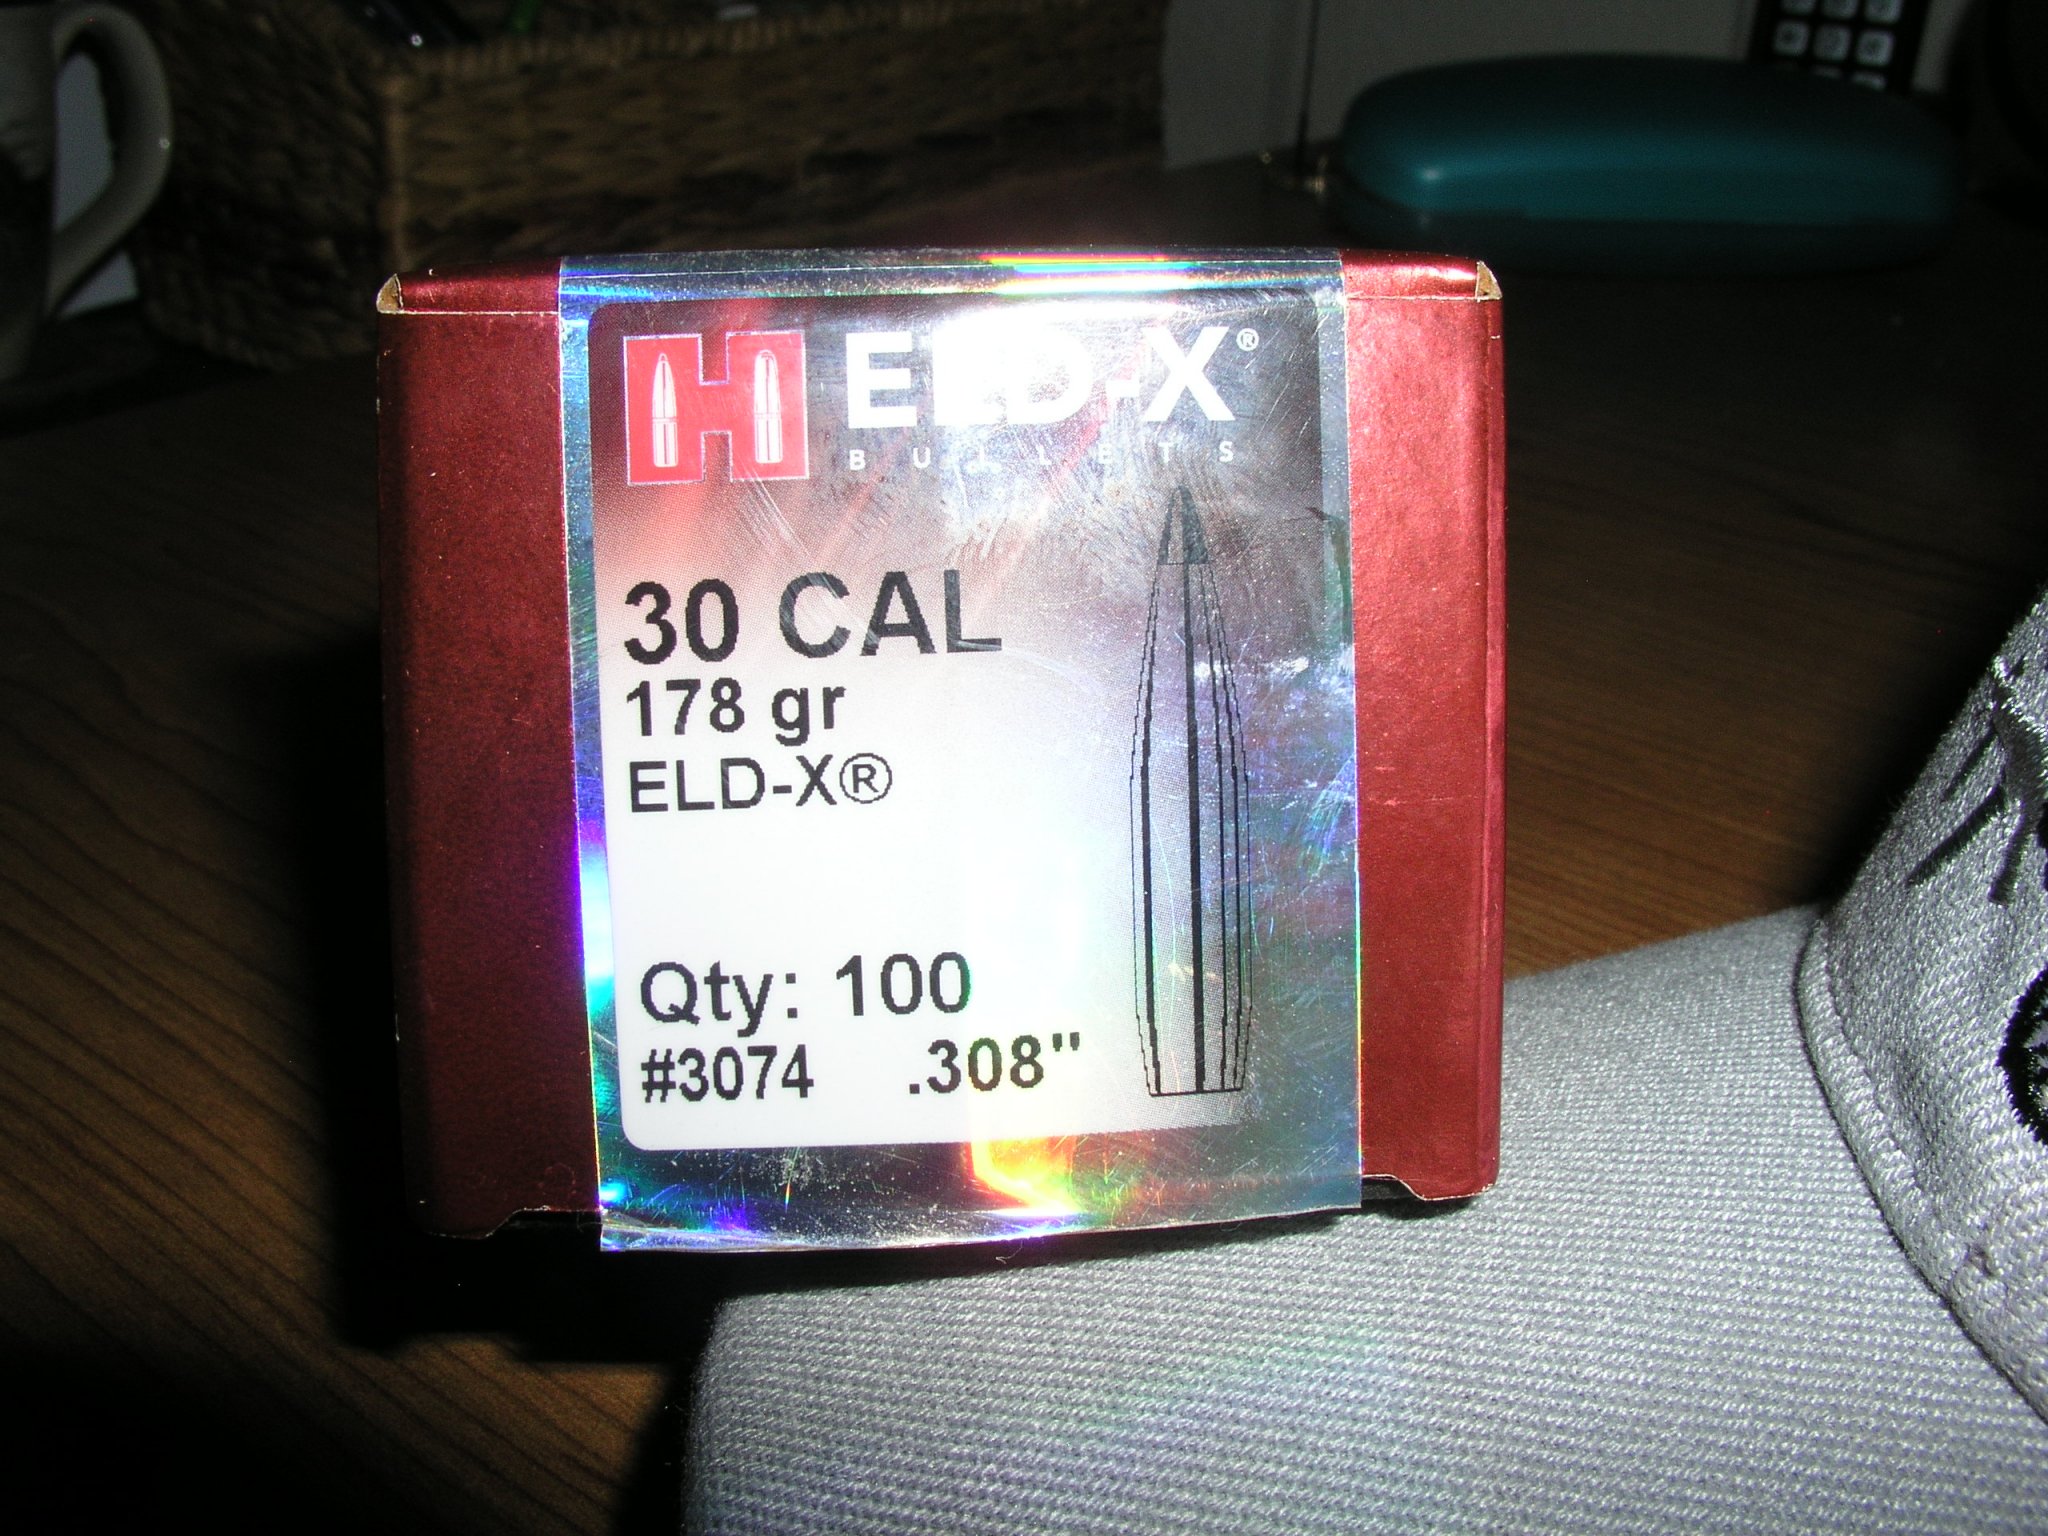 H ELD-X®
BULLETS
30 CAL
178 gr
ELD-X®
Qty: 100
#3074 .308"